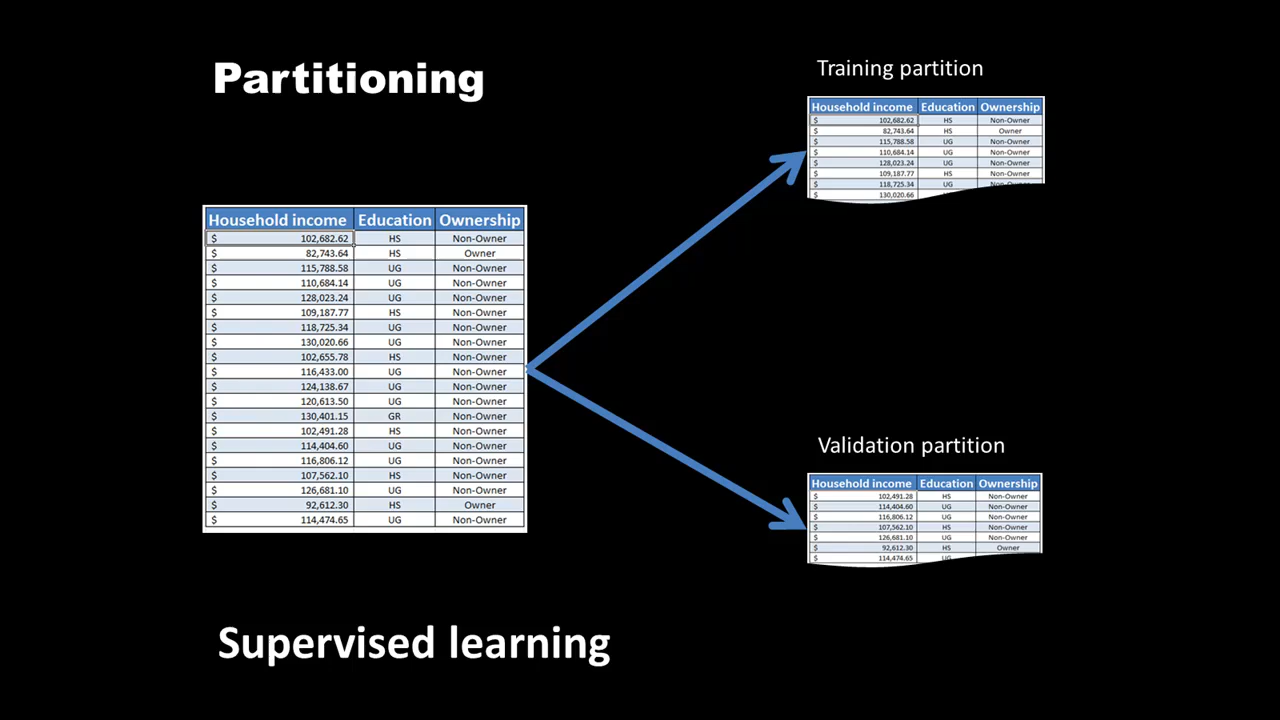 Partitioning
Training partition
Household income Education Ownership
$ 102,682.62 HS Non-Owner
$ 82,743.64 HS Owner
$ 115,788.58 UG Non-Owner
$ 110,684.14 UG Non-Owner
$ 128,023.24 UG Non-Owner
$ 109,187.77 HS Non-Owner
$ 118,725.34 UG Non-Owner
$ 130,020.66
Household income Education Ownership
$ 102,682.62 HS Non-Owner
$ 82,743.64 HS Owner
$ 115,788.58 UG Non-Owner
$ 110,684.14 UG Non-Owner
$ 128,023.24 UG Non-Owner
$ 109,187.77 HS Non-Owner
$ 118,725.34 UG Non-Owner
$ 130,020.66 UG Non-Owner
$ 102,655.78 HS Non-Owner
$ 116,433.00 UG Non-Owner
$ 124,138.67 UG Non-Owner
$ 120,613.50 UG Non-Owner
$ 130,401.15 GR Non-Owner
$ 102,491.28 HS Non-Owner
$ 114,404.60 UG Non-Owner
$ 116,806.12 UG Non-Owner
$ 107,562.10 HS Non-Owner
$ 126,681.10 UG Non-Owner
$ 92,612.30 HS Owner
$ 114,474.65 UG Non-Owner
Validation partition
Household income Education Ownership
$ 102,491.28 HS Non-Owner
$ 114,404.60 UG Non-Owner
$ 116,806.12 UG Non-Owner
$ 107,562.10 HS Non-Owner
$ 126,681.10 UG Non-Owner
$ 92,612.30 HS Owner
$ 114,474.65 UG
Supervised learning